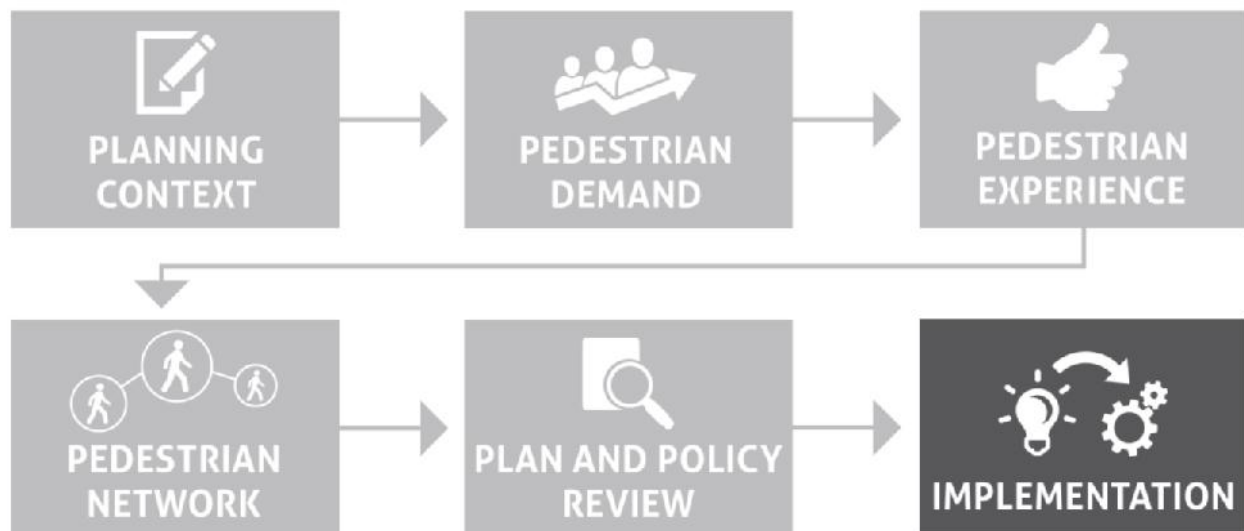 PLANNING
CONTEXT
PEDESTRIAN
DEMAND
PEDESTRIAN
EXPERIENCE
PEDESTRIAN
NETWORK
PLAN AND POLICY
REVIEW
IMPLEMENTATION